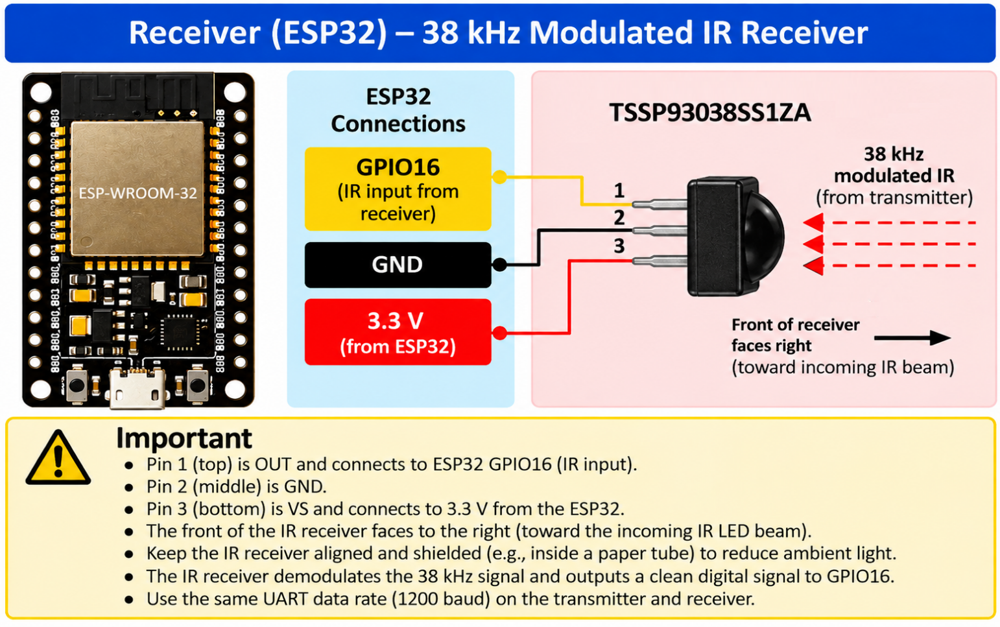 Receiver (ESP32) – 38 kHz Modulated IR Receiver
ESP-WROOM-32
ESP32
Connections
GPIO16
(IR input from
receiver)
GND
3.3 V
(from ESP32)
TSSP93038SS1ZA
1
2
3
38 kHz
modulated IR
(from transmitter)
Front of receiver
faces right
(toward incoming IR beam)
Important
● Pin 1 (top) is OUT and connects to ESP32 GPIO16 (IR input).
● Pin 2 (middle) is GND.
● Pin 3 (bottom) is VS and connects to 3.3 V from the ESP32.
● The front of the IR receiver faces to the right (toward the incoming IR LED beam).
● Keep the IR receiver aligned and shielded (e.g., inside a paper tube) to reduce ambient light.
● The IR receiver demodulates the 38 kHz signal and outputs a clean digital signal to GPIO16.
● Use the same UART data rate (1200 baud) on the transmitter and receiver.